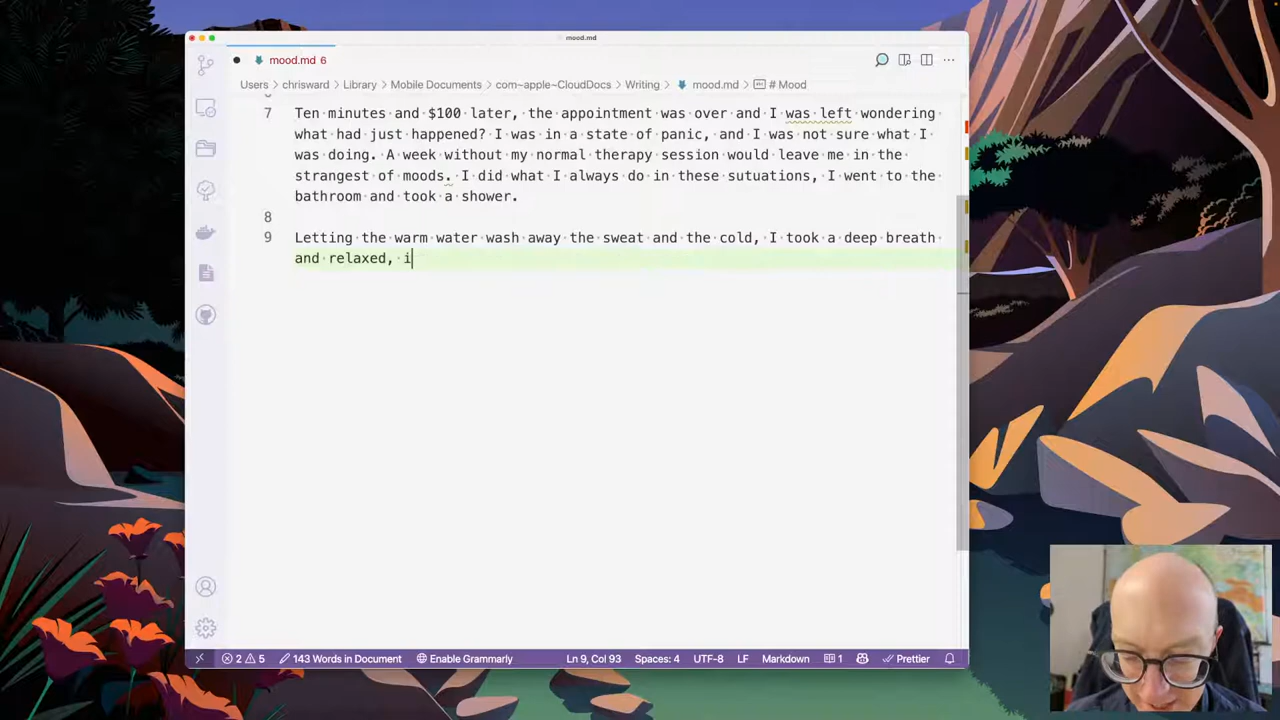 mood.md
mood.md 6
Users > chrisward > Library > Mobile Documents > com~apple~CloudDocs > Writing > mood.md > # Mood
7 Ten minutes and $100 later, the appointment was over and I was left wondering
what had just happened? I was in a state of panic, and I was not sure what I
was doing. A week without my normal therapy session would leave me in the
strangest of moods. I did what I always do in these sutuations, I went to the
bathroom and took a shower.
8
9 Letting the warm water wash away the sweat and the cold, I took a deep breath
and relaxed, i
2 5 143 Words in Document Enable Grammarly Ln 9, Col 93 Spaces: 4 UTF-8 LF Markdown 1 Prettier